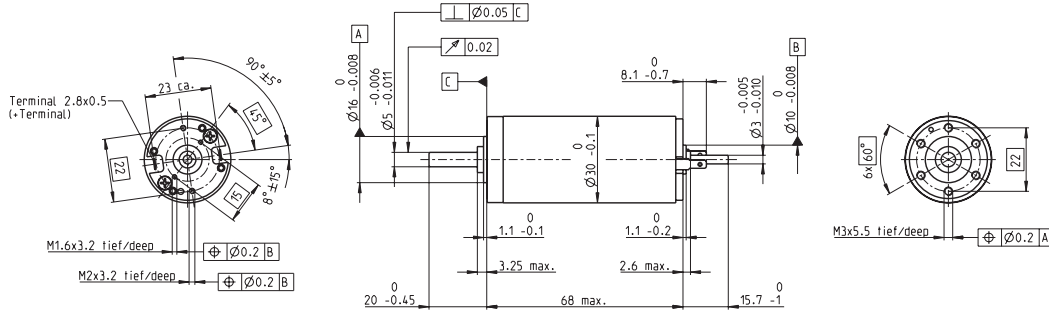 90°±5°
23 ca.
Terminal 2.8x0.5
(+Terminal)
45°
22
15
8°±15°
M1.6x3.2 tief/deep
⌖ Ø0.2 B
M2x3.2 tief/deep
⌖ Ø0.2 B
⊥ Ø0.05 C
A
↗ 0.02
C
Ø16 0 -0.008
Ø5 -0.006 -0.011
Ø30 0 -0.1
B
8.1 0 -0.7
Ø3 -0.005 -0.010
Ø10 0 -0.008
1.1 0 -0.1
1.1 0 -0.2
3.25 max.
2.6 max.
20 0 -0.45
68 max.
15.7 0 -1
6x60°
22
M3x5.5 tief/deep
⌖ Ø0.2 A